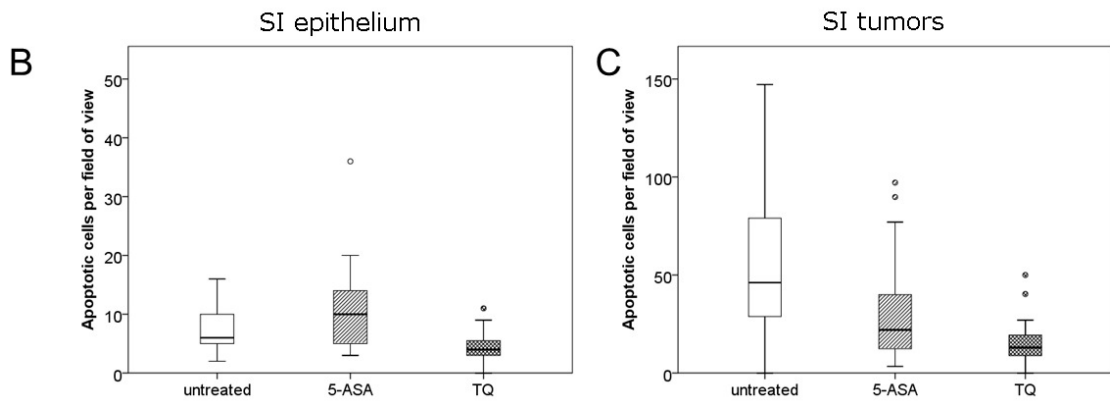 SI epithelium
B
Apoptotic cells per field of view
50
40
30
20
10
0
untreated
5-ASA
TQ
SI tumors
C
Apoptotic cells per field of view
150
100
50
0
untreated
5-ASA
TQ